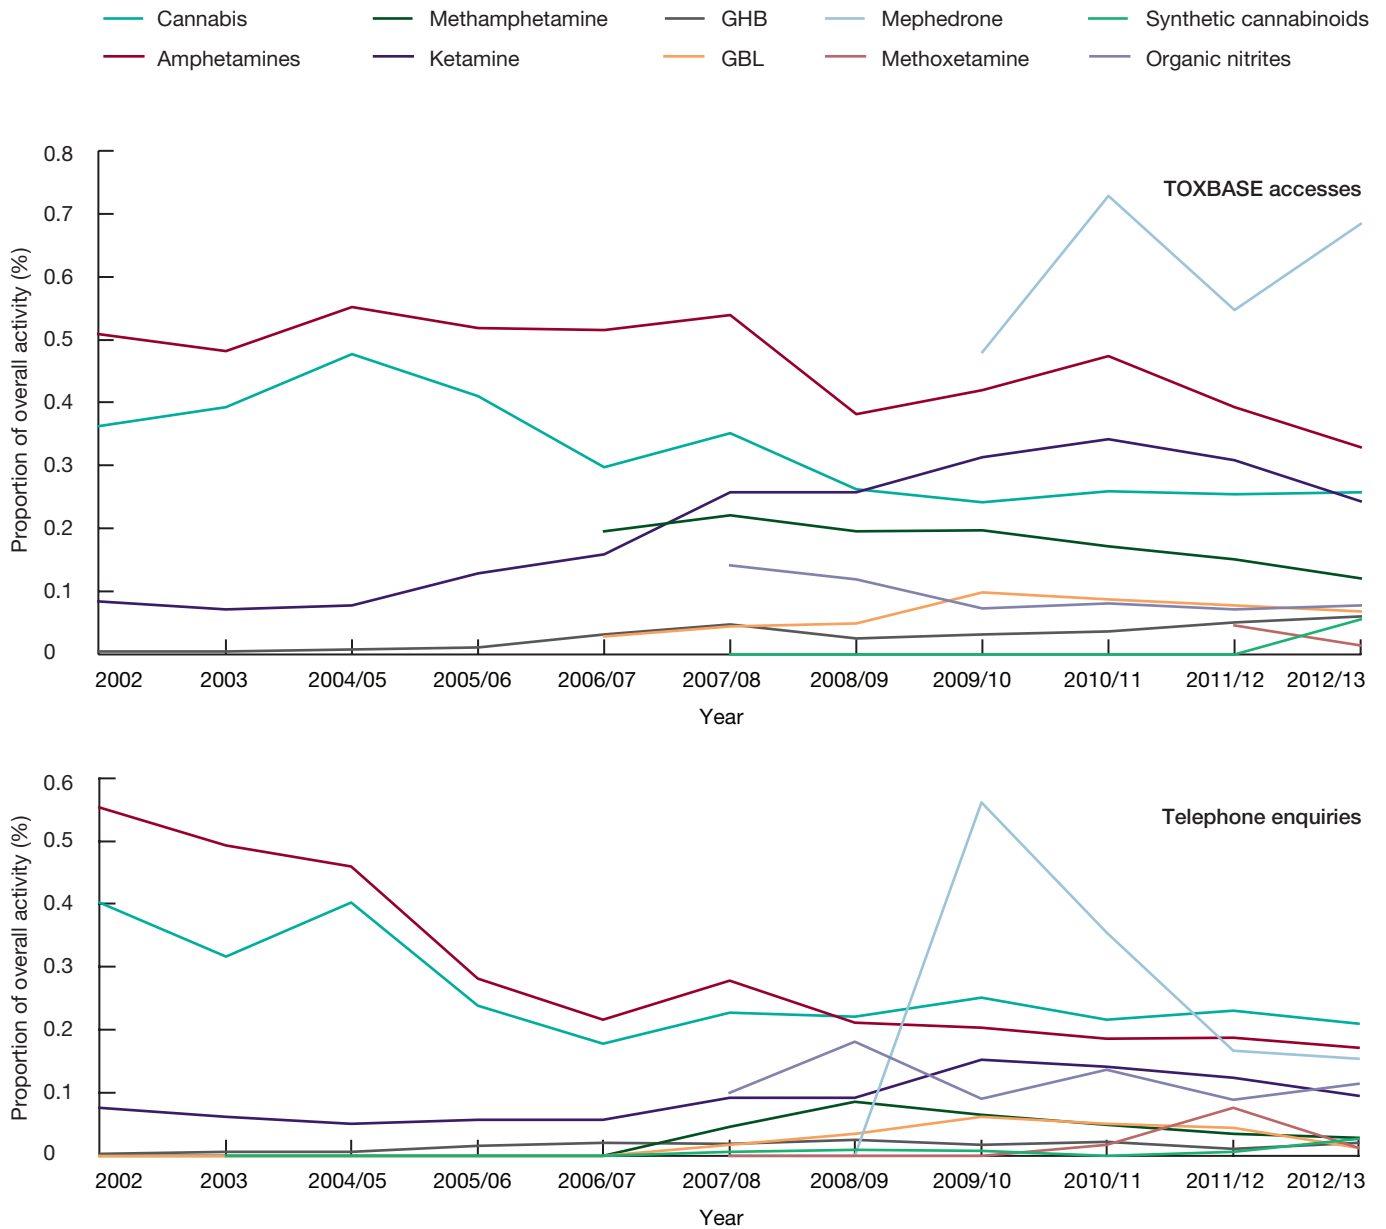 Cannabis Methamphetamine GHB Mephedrone Synthetic cannabinoids
Amphetamines Ketamine GBL Methoxetamine Organic nitrites
TOXBASE accesses
Proportion of overall activity (%)
0.8
0.7
0.6
0.5
0.4
0.3
0.2
0.1
0
2002 2003 2004/05 2005/06 2006/07 2007/08 2008/09 2009/10 2010/11 2011/12 2012/13
Year
Telephone enquiries
Proportion of overall activity (%)
0.6
0.5
0.4
0.3
0.2
0.1
0
2002 2003 2004/05 2005/06 2006/07 2007/08 2008/09 2009/10 2010/11 2011/12 2012/13
Year